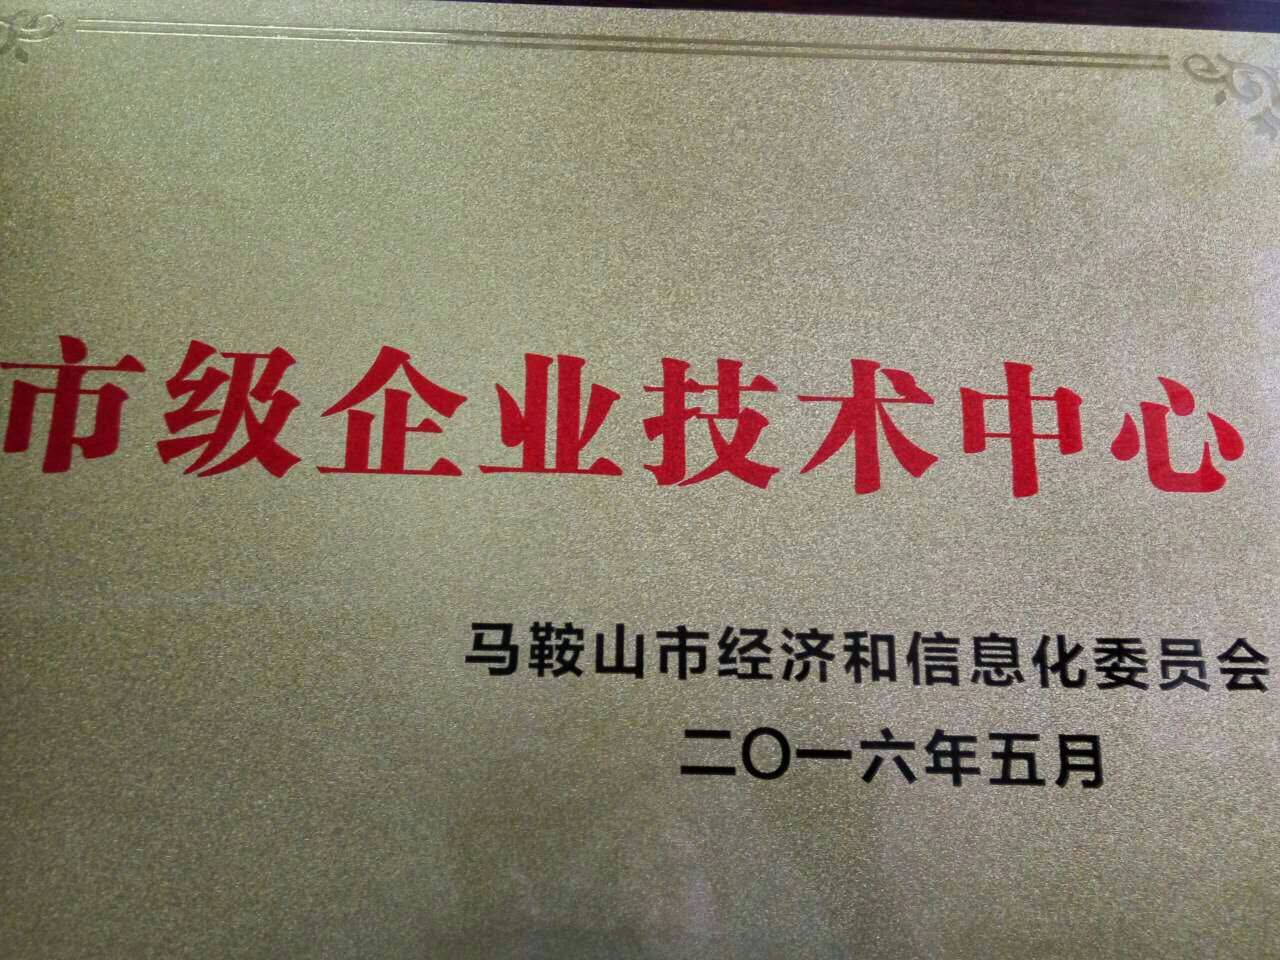 市级企业技术中心
马鞍山市经济和信息化委员会
二〇一六年五月